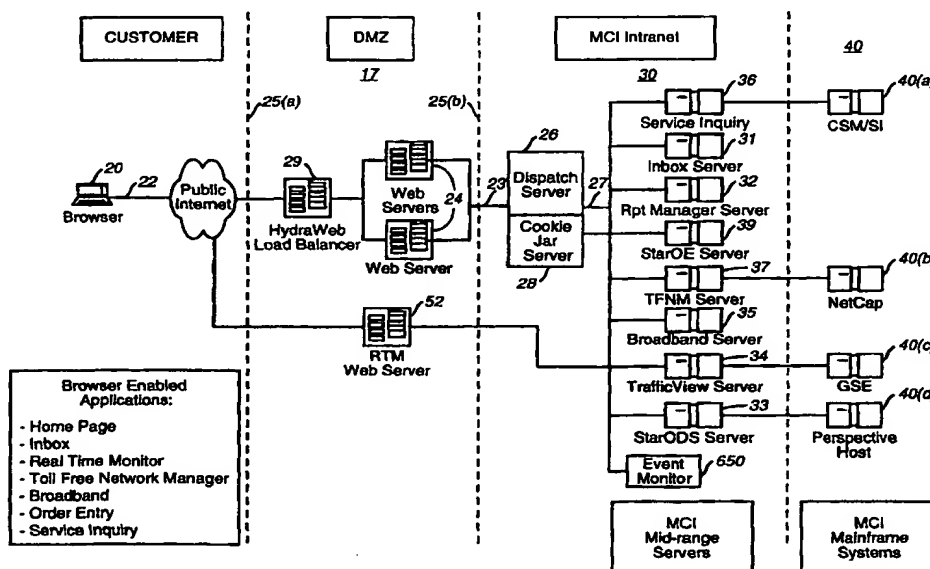 CUSTOMER
DMZ
MCI Intranet
40
17
30
25(a)
25(b)
36
40(a)
Service Inquiry
CSM/SI
20
22
Browser
Public
Internet
29
HydraWeb
Load Balancer
Web
Servers
24
Web Server
23
26
Dispatch
Server
27
Cookie
Jar Server
28
31
Inbox Server
32
Rpt Manager Server
39
StarOE Server
37
40(b
TFNM Server
NetCap
35
Broadband Server
52
RTM
Web Server
34
40(c
TrafficView Server
GSE
33
40(d
StarODS Server
Perspective
Host
Event
Monitor
650
Browser Enabled
Applications:
- Home Page
- Inbox
- Real Time Monitor
- Toll Free Network Manager
- Broadband
- Order Entry
- Service Inquiry
MCI
Mid-range
Servers
MCI
Mainframe
Systems